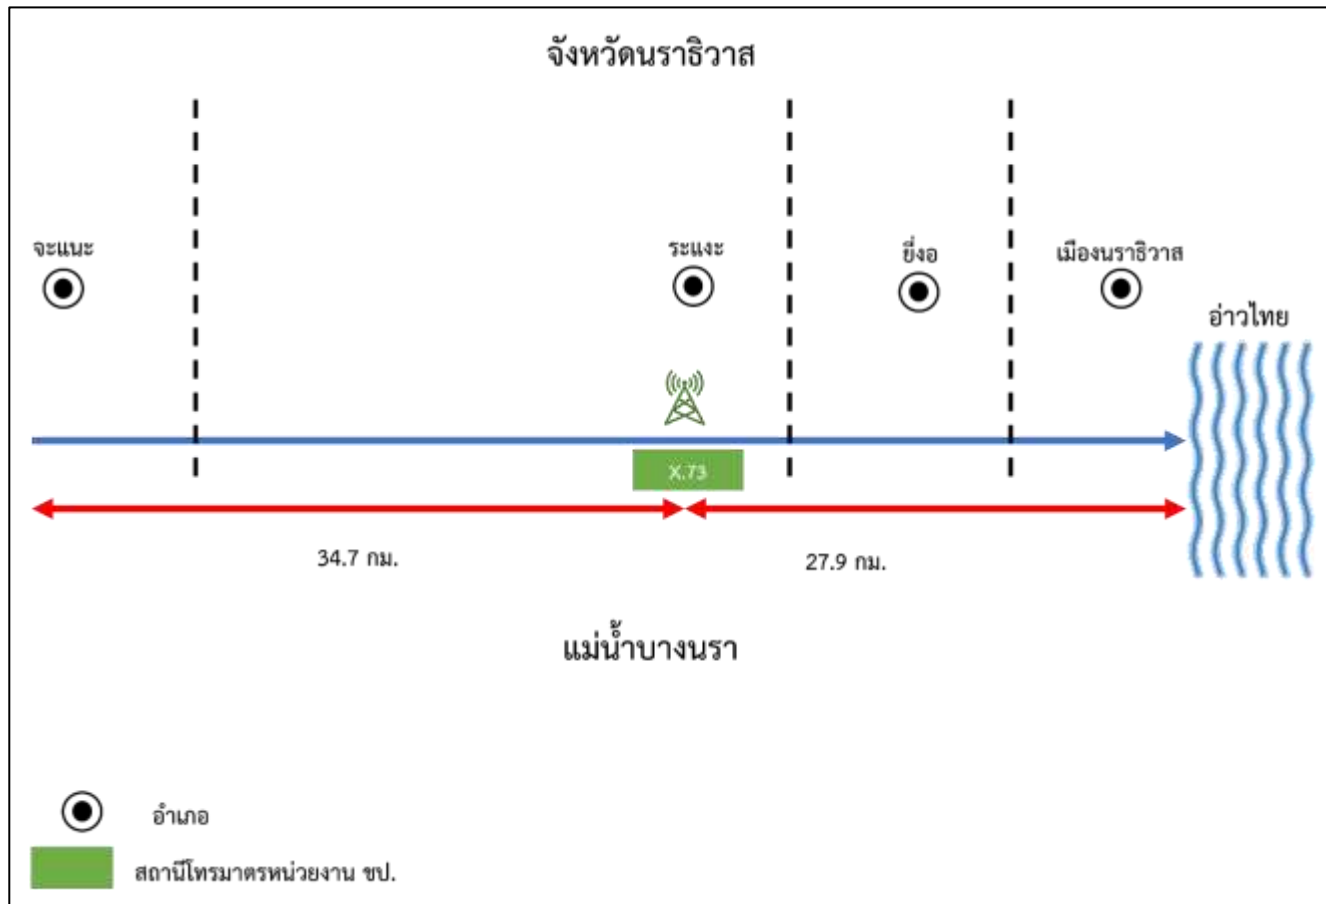 จังหวัดนราธิวาส
จะแนะ
ระแงะ
ยี่งอ
เมืองนราธิวาส
อ่าวไทย
X.73
34.7 กม.
27.9 กม.
แม่น้ำบางนรา
อำเภอ
สถานีโทรมาตรหน่วยงาน ชป.